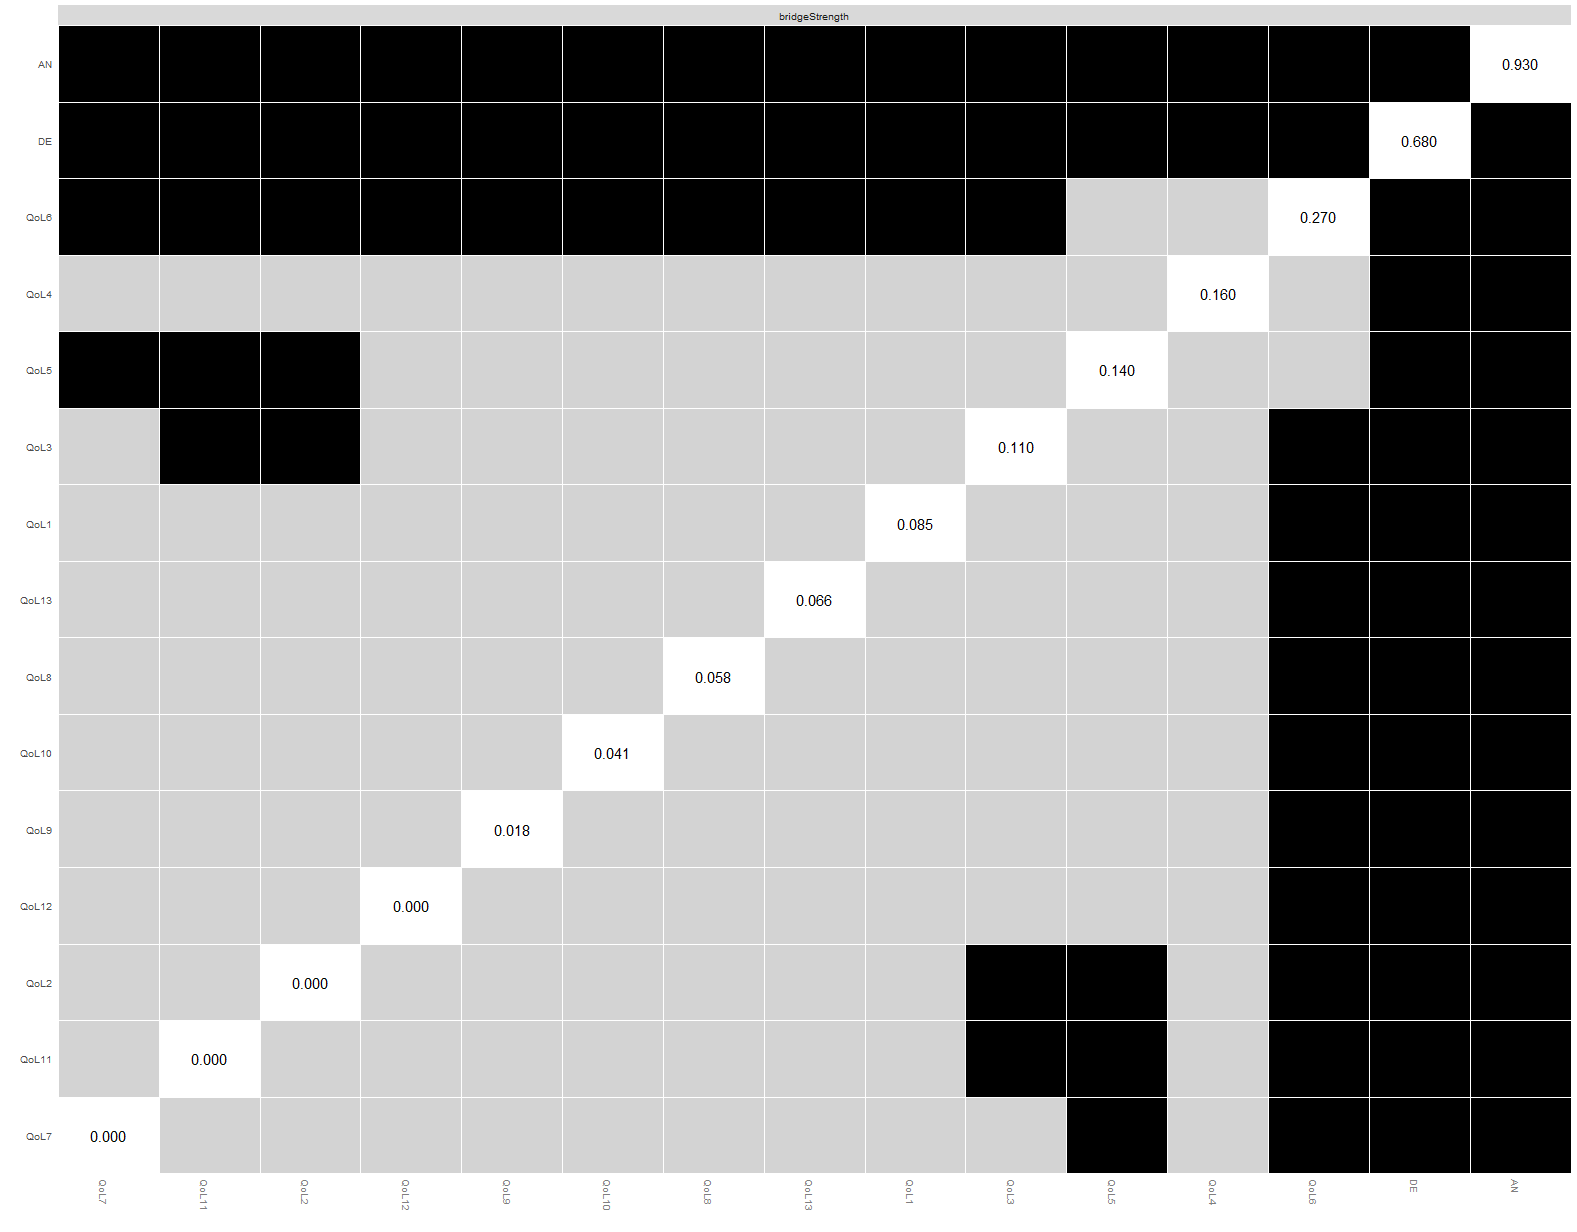 bridgeStrength
AN
0.930
DE
0.680
QoL6
0.270
QoL4
0.160
QoL5
0.140
QoL3
0.110
QoL1
0.085
QoL13
0.066
QoL8
0.058
QoL10
0.041
QoL9
0.018
QoL12
0.000
QoL2
0.000
QoL11
0.000
QoL7
0.000
QoL7
QoL11
QoL2
QoL12
QoL9
QoL10
QoL8
QoL13
QoL1
QoL3
QoL5
QoL4
QoL6
DE
AN